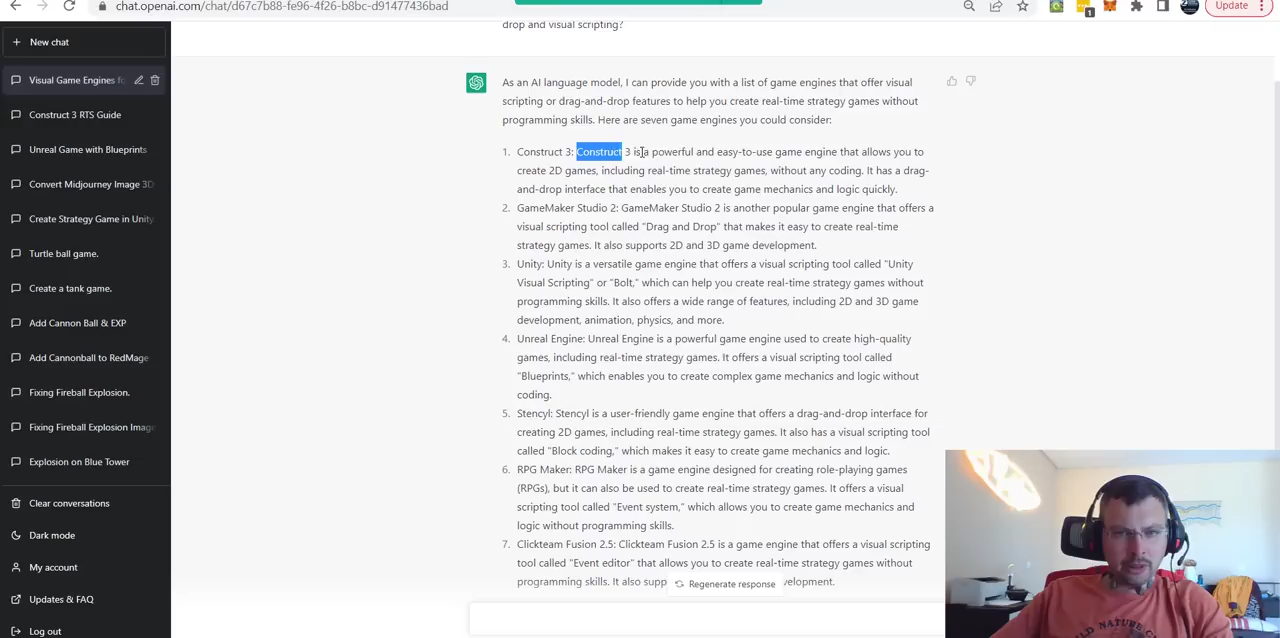 chat.openai.com/chat/d67c7b88-fe96-4f26-b8bc-d91477436bad
1
Update
New chat
Visual Game Engines fo
Construct 3 RTS Guide
Unreal Game with Blueprints
Convert Midjourney Image 3D
Create Strategy Game in Unity
Turtle ball game.
Create a tank game.
Add Cannon Ball & EXP
Add Cannonball to RedMage
Fixing Fireball Explosion.
Fixing Fireball Explosion Imag
Explosion on Blue Tower
Clear conversations
Dark mode
My account
Updates & FAQ
Log out
drop and visual scripting?
As an AI language model, I can provide you with a list of game engines that offer visual
scripting or drag-and-drop features to help you create real-time strategy games without
programming skills. Here are seven game engines you could consider:
1. Construct 3: Construct 3 is a powerful and easy-to-use game engine that allows you to
create 2D games, including real-time strategy games, without any coding. It has a drag-
and-drop interface that enables you to create game mechanics and logic quickly.
2. GameMaker Studio 2: GameMaker Studio 2 is another popular game engine that offers a
visual scripting tool called "Drag and Drop" that makes it easy to create real-time
strategy games. It also supports 2D and 3D game development.
3. Unity: Unity is a versatile game engine that offers a visual scripting tool called "Unity
Visual Scripting" or "Bolt," which can help you create real-time strategy games without
programming skills. It also offers a wide range of features, including 2D and 3D game
development, animation, physics, and more.
4. Unreal Engine: Unreal Engine is a powerful game engine used to create high-quality
games, including real-time strategy games. It offers a visual scripting tool called
"Blueprints," which enables you to create complex game mechanics and logic without
coding.
5. Stencyl: Stencyl is a user-friendly game engine that offers a drag-and-drop interface for
creating 2D games, including real-time strategy games. It also has a visual scripting tool
called "Block coding," which makes it easy to create game mechanics and logic.
6. RPG Maker: RPG Maker is a game engine designed for creating role-playing games
(RPGs), but it can also be used to create real-time strategy games. It offers a visual
scripting tool called "Event system," which allows you to create game mechanics and
logic without programming skills.
7. Clickteam Fusion 2.5: Clickteam Fusion 2.5 is a game engine that offers a visual scripting
tool called "Event editor" that allows you to create real-time strategy games without
programming skills. It also supp
Regenerate response